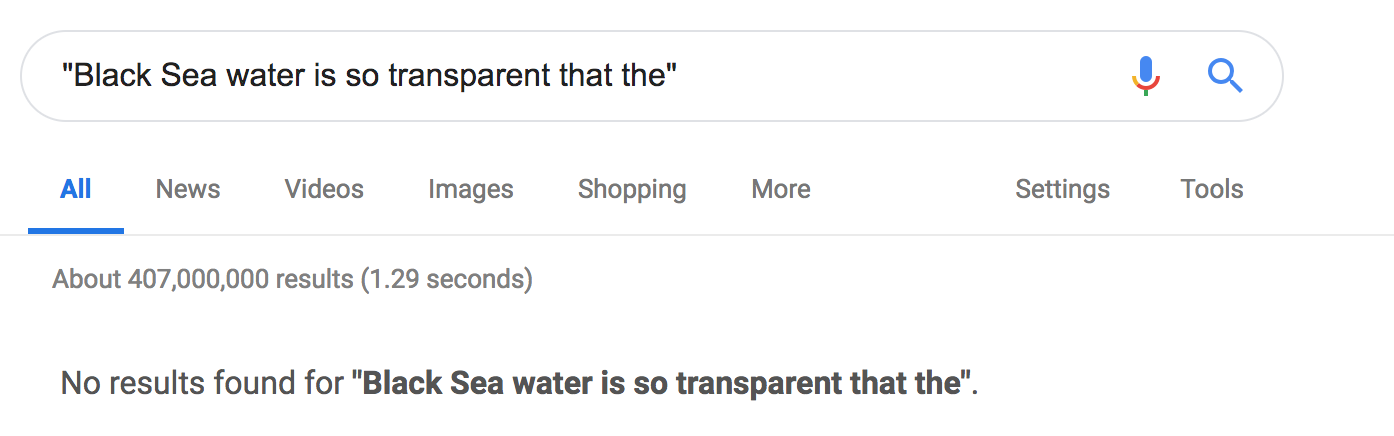 "Black Sea water is so transparent that the"
All News Videos Images Shopping More Settings Tools
About 407,000,000 results (1.29 seconds)
No results found for "Black Sea water is so transparent that the".